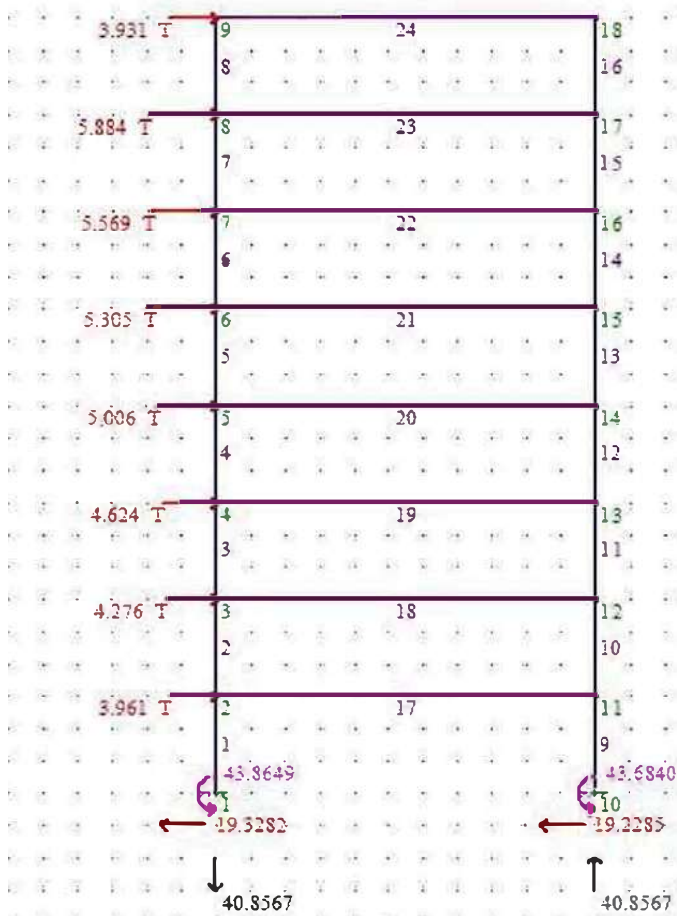 3.931 T 9 24 18
8 16
5.884 T 8 23 17
7 15
5.569 T 7 22 16
6 14
5.305 T 6 21 15
5 13
5.006 T 5 20 14
4 12
4.624 T 4 19 13
3 11
4.276 T 3 18 12
2 10
3.961 T 2 17 11
1 9
43.8649 43.6840
1 10
19.3282 19.2285
40.8567 40.8567